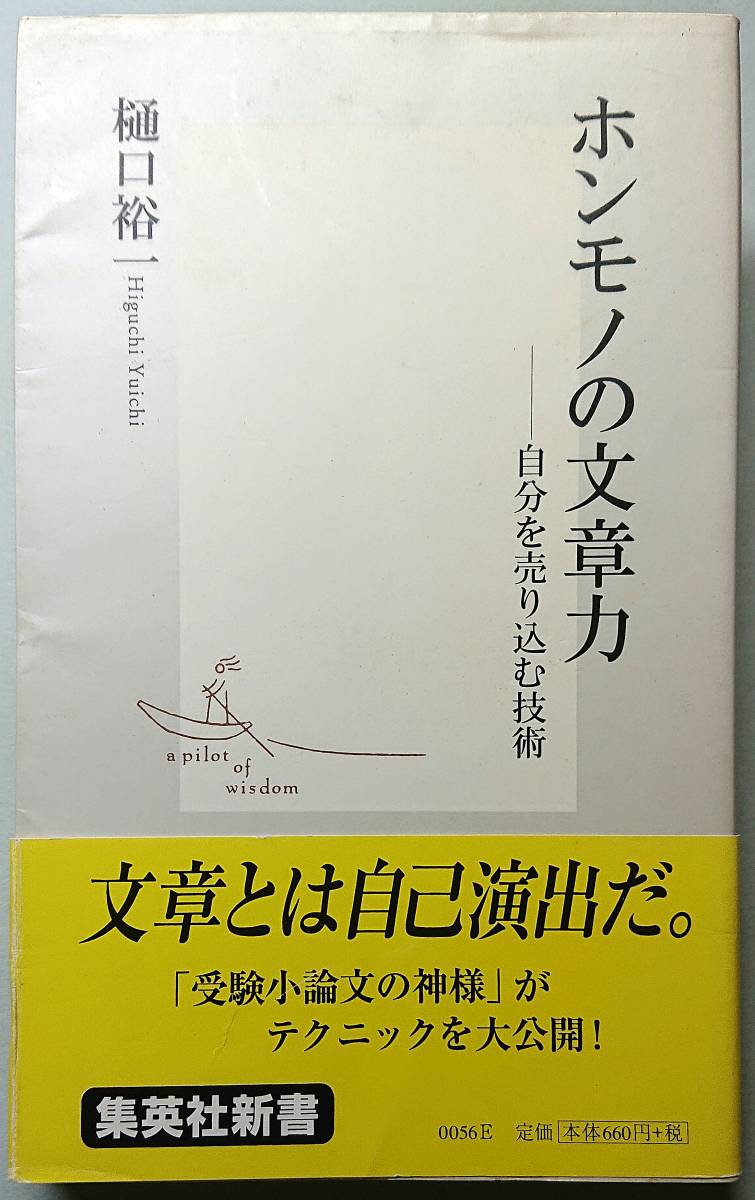 ホンモノの文章力
――自分を売り込む技術
樋口裕一
Higuchi Yuichi
a pilot
of
wisdom
文章とは自己演出だ。
「受験小論文の神様」が
テクニックを大公開！
集英社新書
0056E 定価 本体660円+税